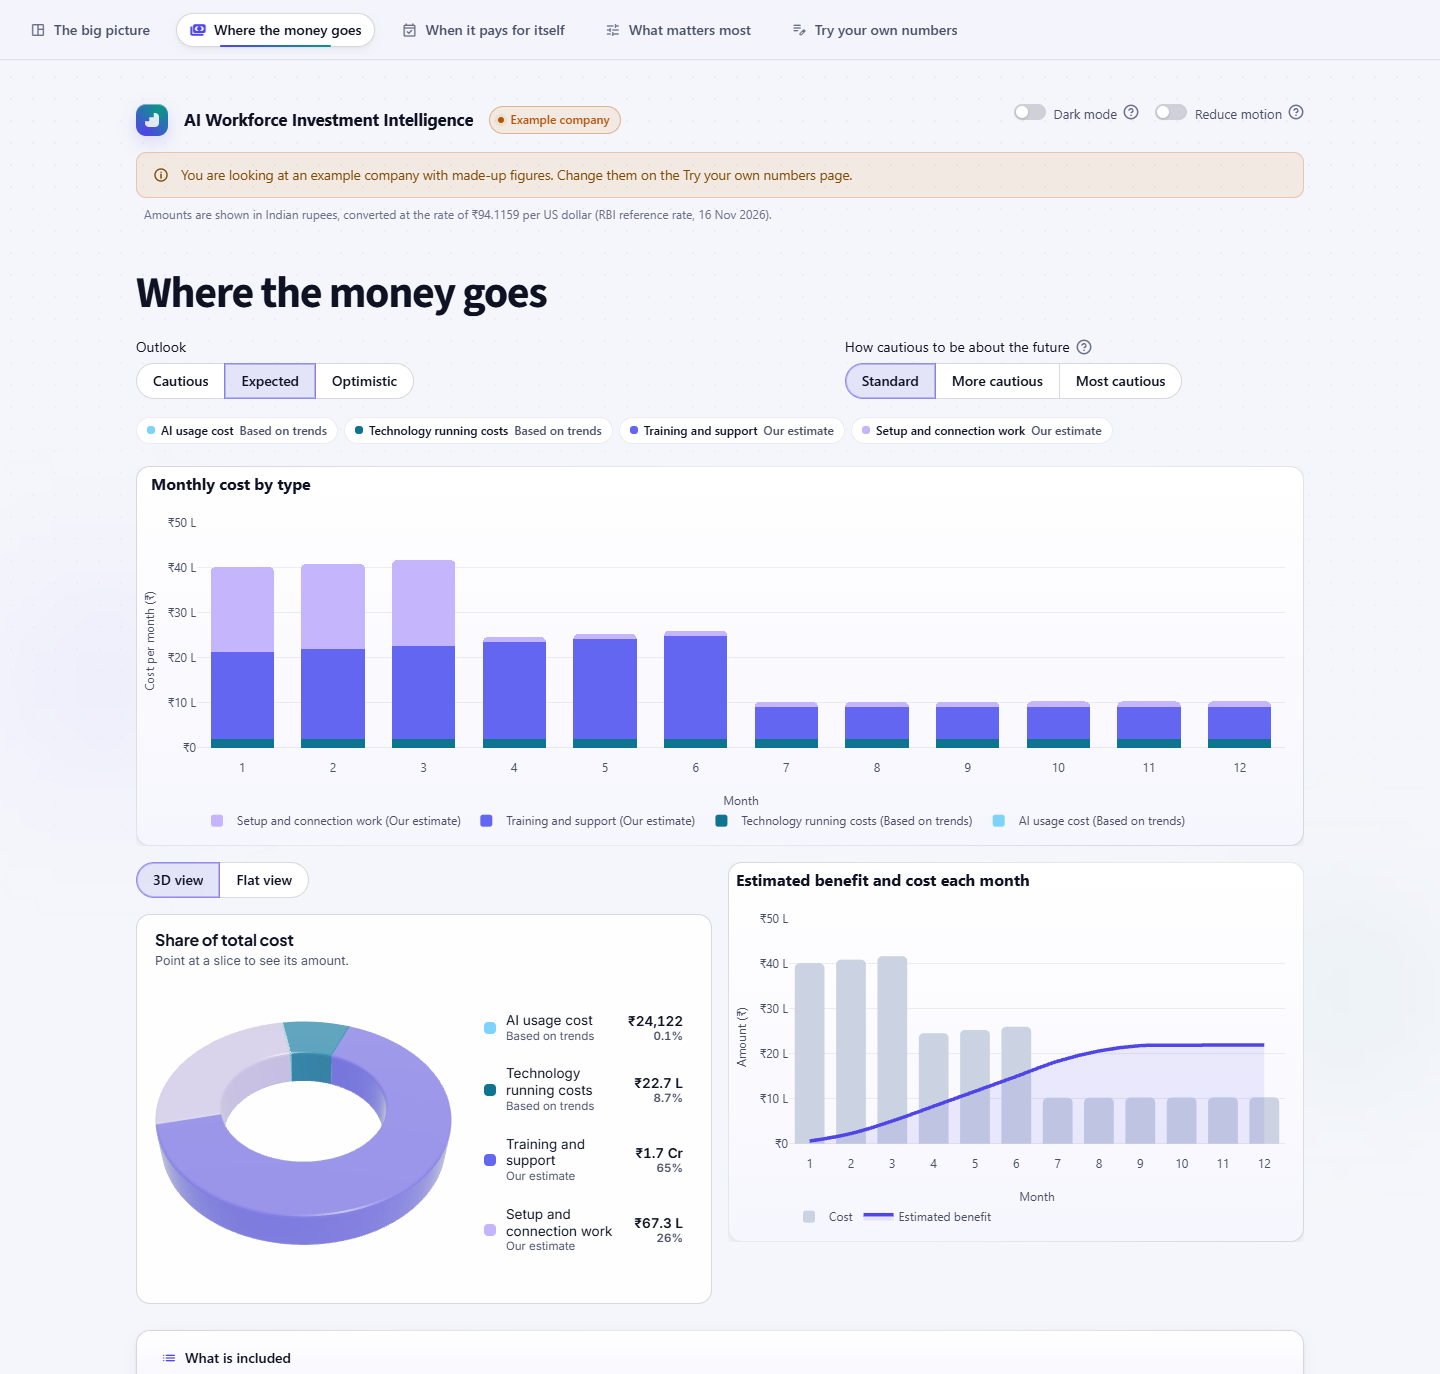 The big picture
Where the money goes
When it pays for itself
What matters most
Try your own numbers
AI Workforce Investment Intelligence
Example company
Dark mode
Reduce motion
You are looking at an example company with made-up figures. Change them on the Try your own numbers page.
Amounts are shown in Indian rupees, converted at the rate of ₹94.1159 per US dollar (RBI reference rate, 16 Nov 2026).
Where the money goes
Outlook
Cautious
Expected
Optimistic
How cautious to be about the future
Standard
More cautious
Most cautious
AI usage cost Based on trends
Technology running costs Based on trends
Training and support Our estimate
Setup and connection work Our estimate
Monthly cost by type
Cost per month (₹)
₹50 L
₹40 L
₹30 L
₹20 L
₹10 L
₹0
1 2 3 4 5 6 7 8 9 10 11 12
Month
Setup and connection work (Our estimate)
Training and support (Our estimate)
Technology running costs (Based on trends)
AI usage cost (Based on trends)
3D view
Flat view
Share of total cost
Point at a slice to see its amount.
AI usage cost
Based on trends
₹24,122
0.1%
Technology
running costs
Based on trends
₹22.7 L
8.7%
Training and
support
Our estimate
₹1.7 Cr
65%
Setup and
connection work
Our estimate
₹67.3 L
26%
Estimated benefit and cost each month
Amount (₹)
₹50 L
₹40 L
₹30 L
₹20 L
₹10 L
₹0
1 2 3 4 5 6 7 8 9 10 11 12
Month
Cost
Estimated benefit
What is included